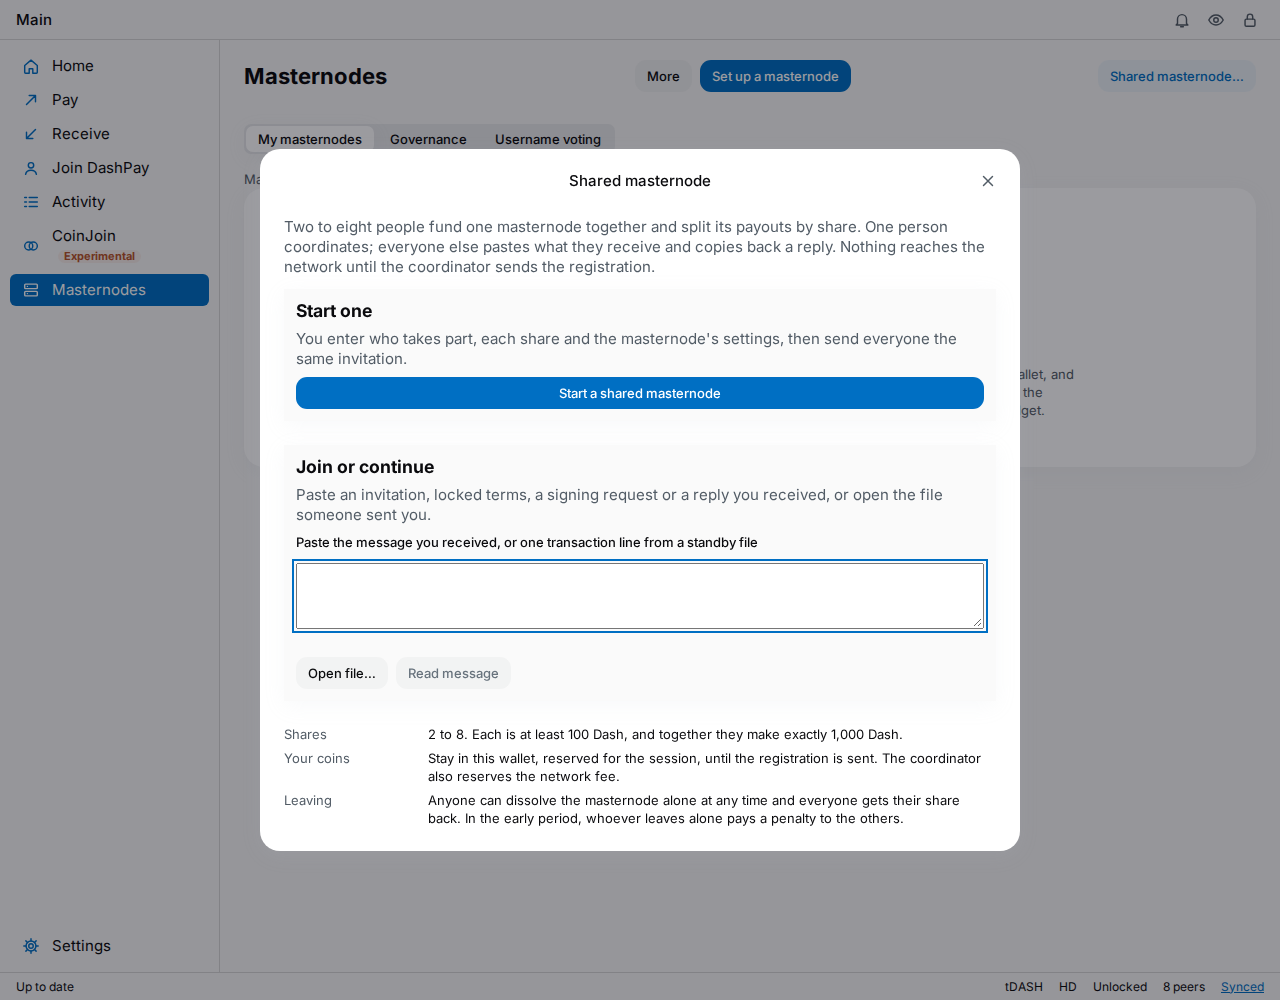 Main
Home
Pay
Receive
Join DashPay
Activity
CoinJoin
Experimental
Masternodes
Settings
Masternodes
More
Set up a masternode
Shared masternode...
My masternodes
Governance
Username voting
Ma
allet, and
the
get.
Shared masternode
Two to eight people fund one masternode together and split its payouts by share. One person
coordinates; everyone else pastes what they receive and copies back a reply. Nothing reaches the
network until the coordinator sends the registration.
Start one
You enter who takes part, each share and the masternode's settings, then send everyone the
same invitation.
Start a shared masternode
Join or continue
Paste an invitation, locked terms, a signing request or a reply you received, or open the file
someone sent you.
Paste the message you received, or one transaction line from a standby file
Open file...
Read message
Shares
2 to 8. Each is at least 100 Dash, and together they make exactly 1,000 Dash.
Your coins
Stay in this wallet, reserved for the session, until the registration is sent. The coordinator
also reserves the network fee.
Leaving
Anyone can dissolve the masternode alone at any time and everyone gets their share
back. In the early period, whoever leaves alone pays a penalty to the others.
Up to date
tDASH
HD
Unlocked
8 peers
Synced